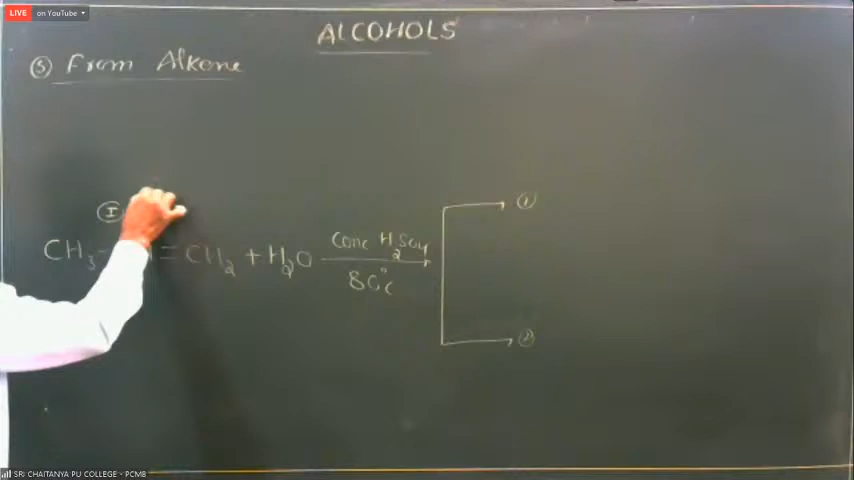 LIVE on YouTube
ALCOHOLS
⑤ From Alkene
Ⓘ
CH3- = CH2 + H2O
Conc H2SO4
80°C
①
②
SRI CHAITANYA PU COLLEGE - PCMB